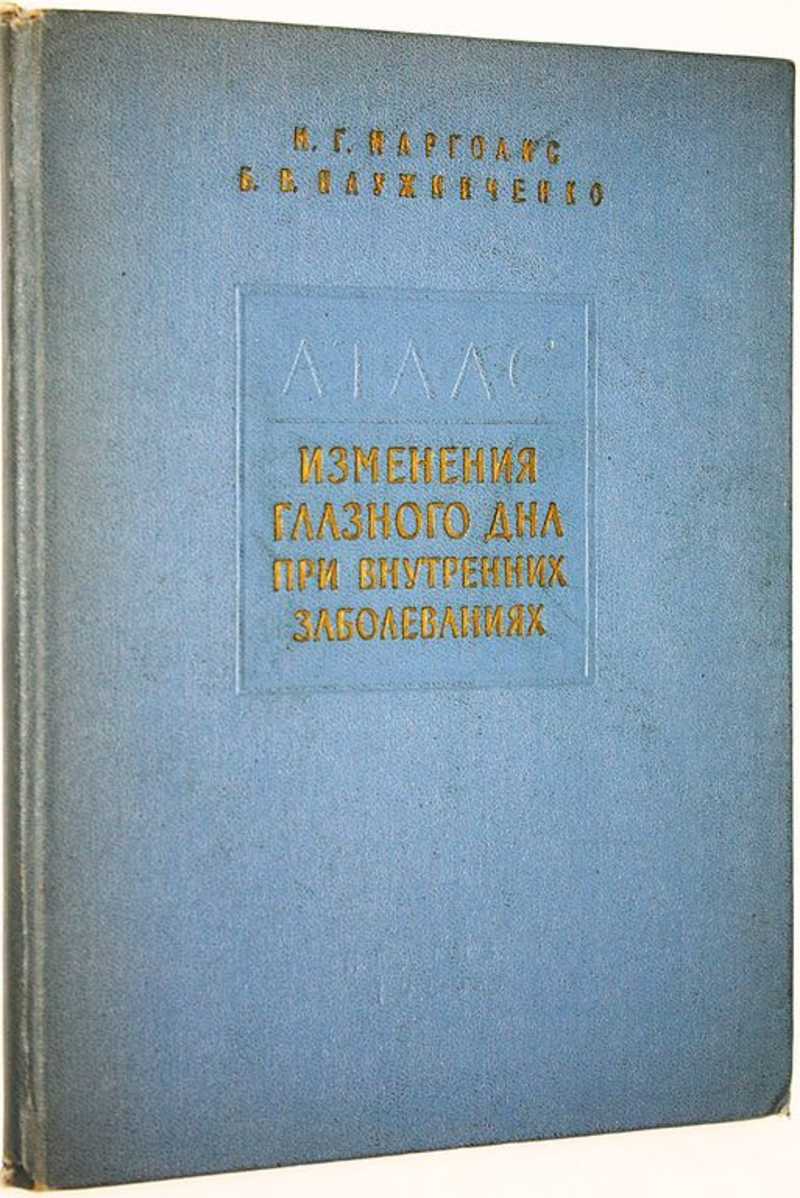 М. Г. МАРГОЛИС
Б. В. ПЛУЖНИЧЕНКО
АТЛАС
ИЗМЕНЕНИЯ
ГЛАЗНОГО ДНА
ПРИ ВНУТРЕННИХ
ЗАБОЛЕВАНИЯХ